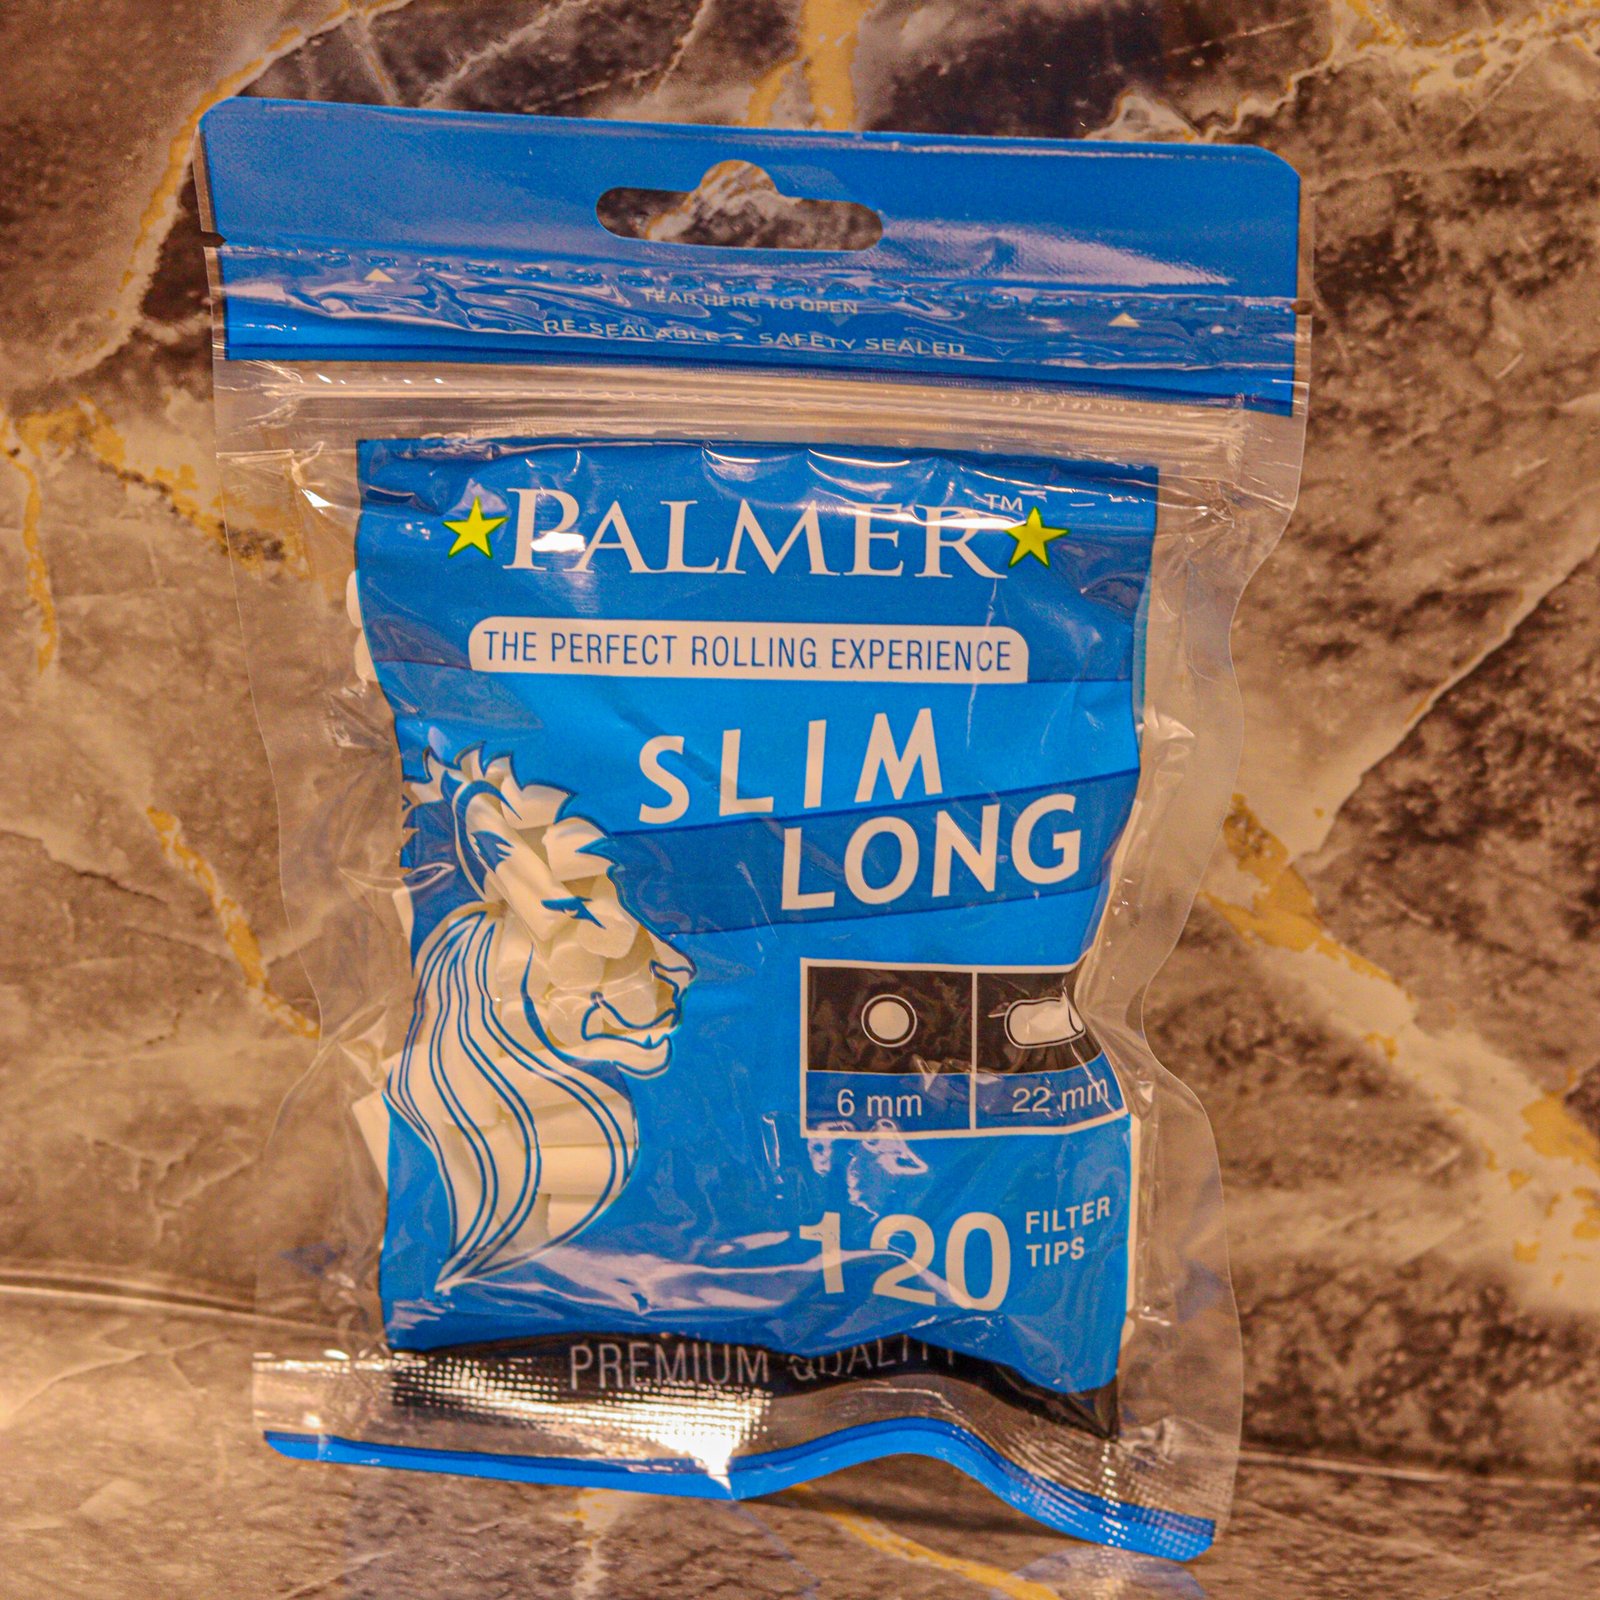 TEAR HERE TO OPEN
RE-SEALABLE • SAFETY SEALED
PALMER™
THE PERFECT ROLLING EXPERIENCE
SLIM
LONG
6 mm
22 mm
120
FILTER
TIPS
PREMIUM QUALITY